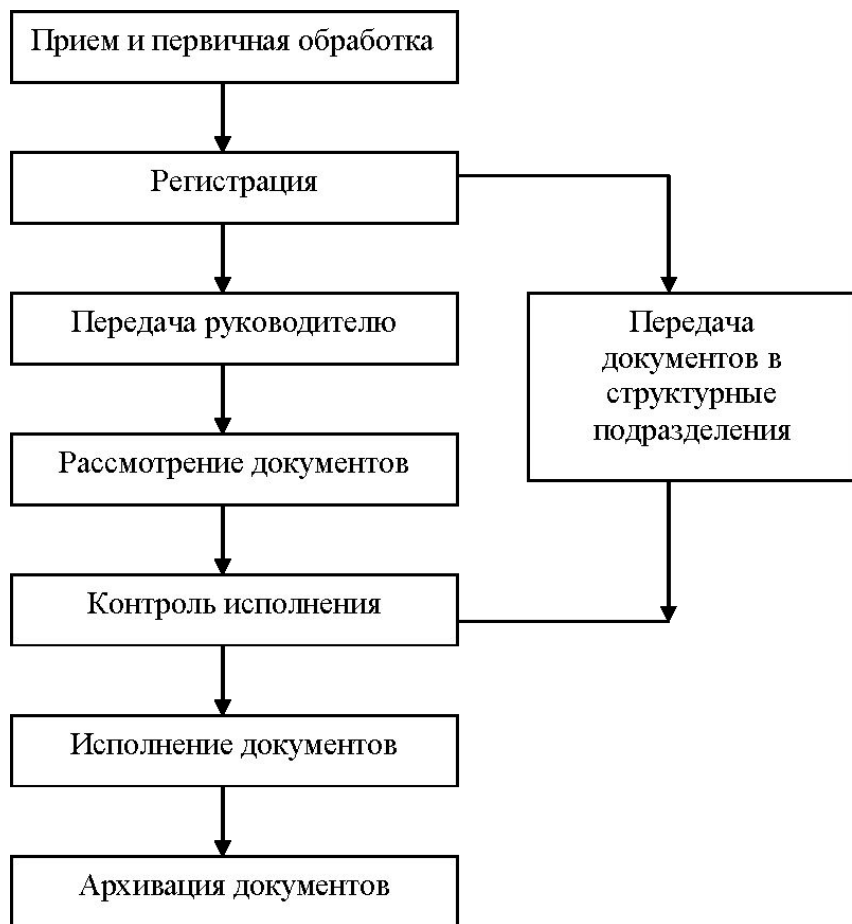 Прием и первичная обработка
Регистрация
Передача руководителю
Передача
документов в
структурные
подразделения
Рассмотрение документов
Контроль исполнения
Исполнение документов
Архивация документов